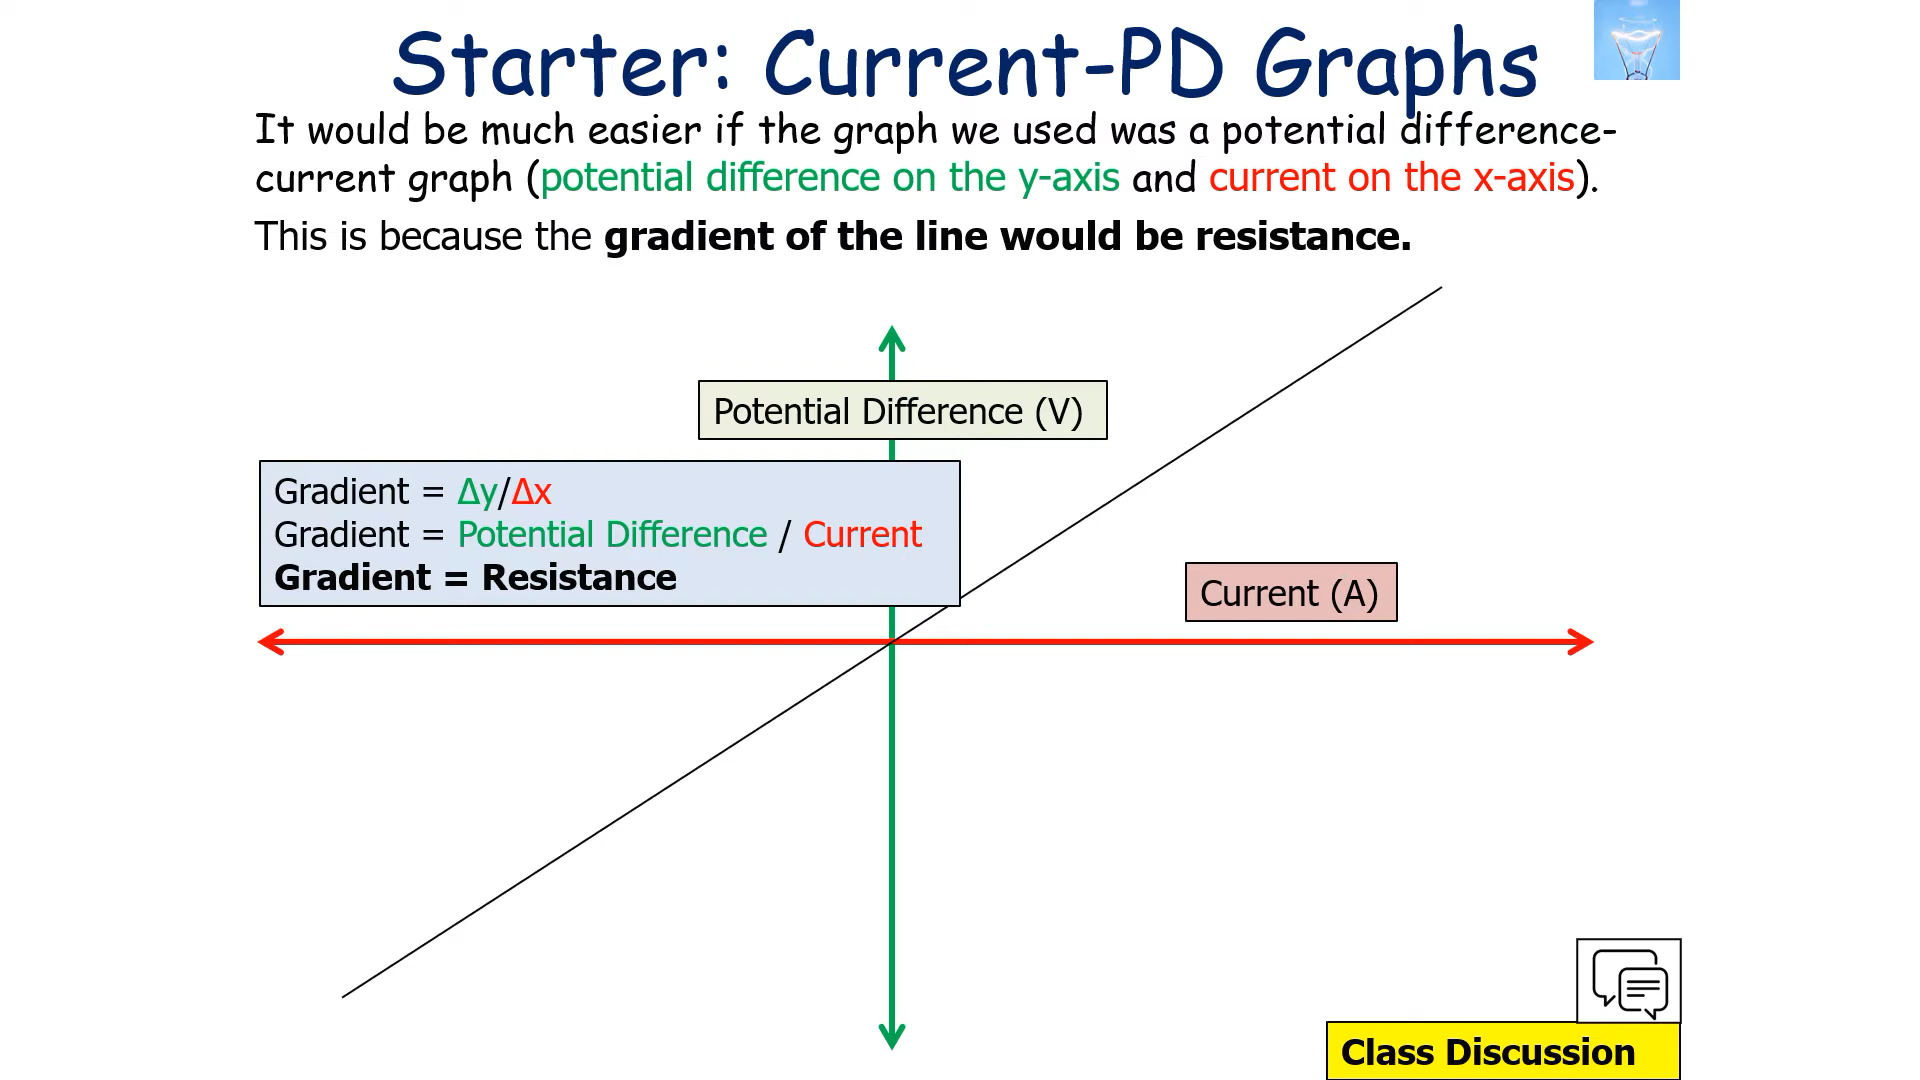 Starter: Current-PD Graphs
It would be much easier if the graph we used was a potential difference-
current graph (potential difference on the y-axis and current on the x-axis).
This is because the gradient of the line would be resistance.
Potential Difference (V)
Gradient = Δy/Δx
Gradient = Potential Difference / Current
Gradient = Resistance
Current (A)
Class Discussion